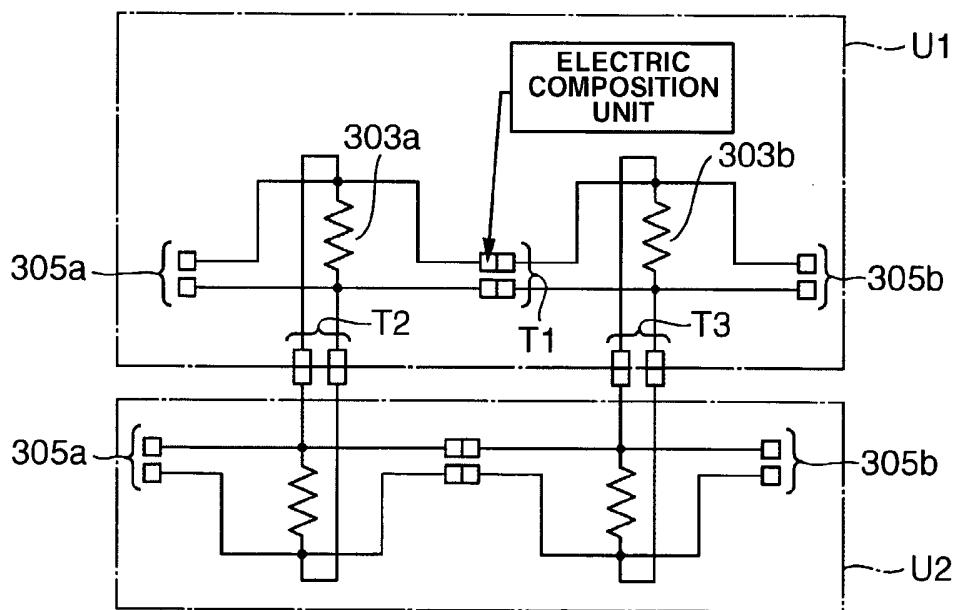 U1
ELECTRIC
COMPOSITION
UNIT
303a
303b
305a
305b
T2
T1
T3
305a
305b
U2